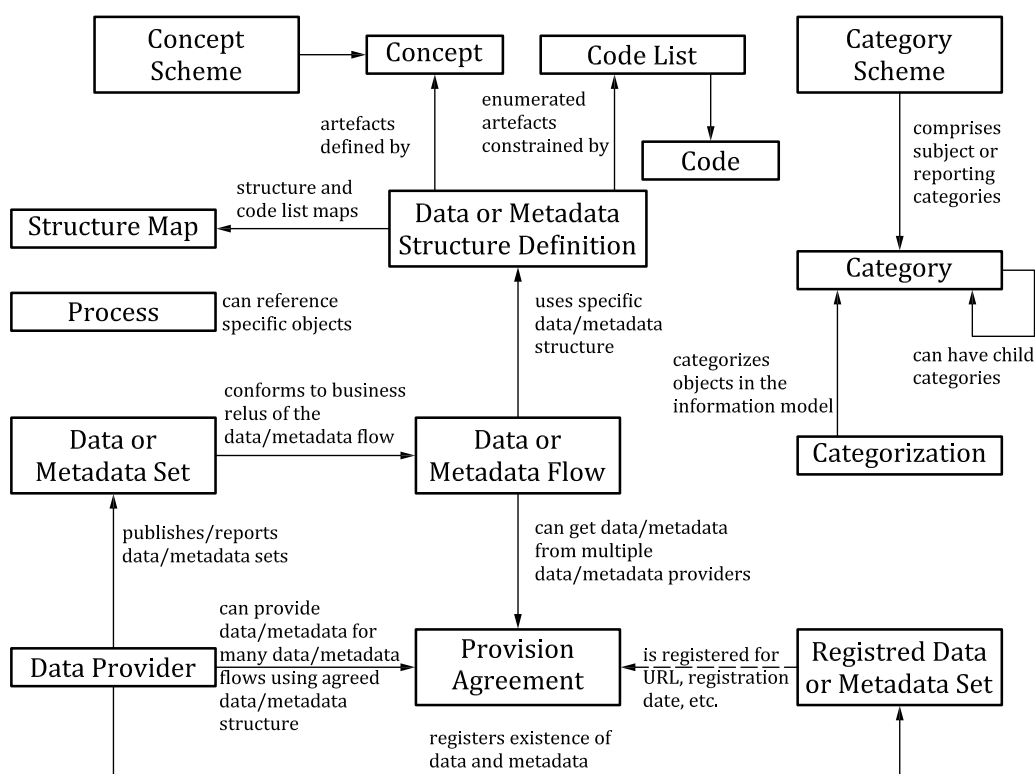 Concept
Scheme
Concept
Code List
Category
Scheme
artefacts
defined by
enumerated
artefacts
constrained by
Code
comprises
subject or
reporting
categories
structure and
code list maps
Structure Map
Data or Metadata
Structure Definition
Category
Process
can reference
specific objects
uses specific
data/metadata
structure
can have child
categories
categorizes
objects in the
information model
conforms to business
relus of the
data/metadata flow
Data or
Metadata Set
Data or
Metadata Flow
Categorization
publishes/reports
data/metadata sets
can get data/metadata
from multiple
data/metadata providers
can provide
data/metadata for
many data/metadata
flows using agreed
data/metadata
structure
Data Provider
Provision
Agreement
is registered for
URL, registration
date, etc.
Registred Data
or Metadata Set
registers existence of
data and metadata